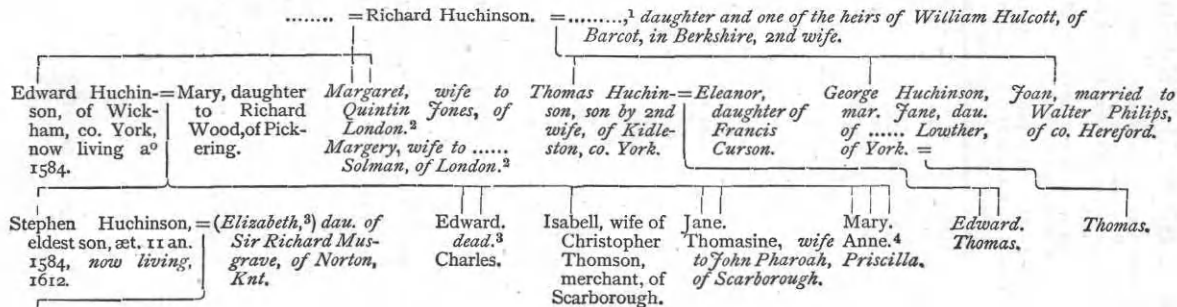 ........ =Richard Huchinson. =.........,¹ daughter and one of the heirs of William Hulcott, of
Barcot, in Berkshire, 2nd wife.
Edward Huchin-
son, of Wick-
ham, co. York,
now living aº
1584.
=Mary, daughter
to Richard
Wood, of Pick-
ering.
Margaret, wife to
Quintin Jones, of
London.²
Margery, wife to ......
Solman, of London.²
Thomas Huchin-
son, son by 2nd
wife, of Kidle-
ston, co. York.
=Eleanor,
daughter of
Francis
Curson.
George Huchinson,
mar. Jane, dau.
of ...... Lowther,
of York. =
Joan, married to
Walter Philips,
of co. Hereford.
Stephen Huchinson,
eldest son, æt. 11 an.
1584, now living,
1612.
=(Elizabeth,³) dau. of
Sir Richard Mus-
grave, of Norton,
Knt.
Edward.
dead.³
Charles.
Isabell, wife of
Christopher
Thomson,
merchant, of
Scarborough.
Jane.
Thomasine, wife
to John Pharoah,
of Scarborough.
Mary.
Anne.⁴
Priscilla.
Edward.
Thomas.
Thomas.